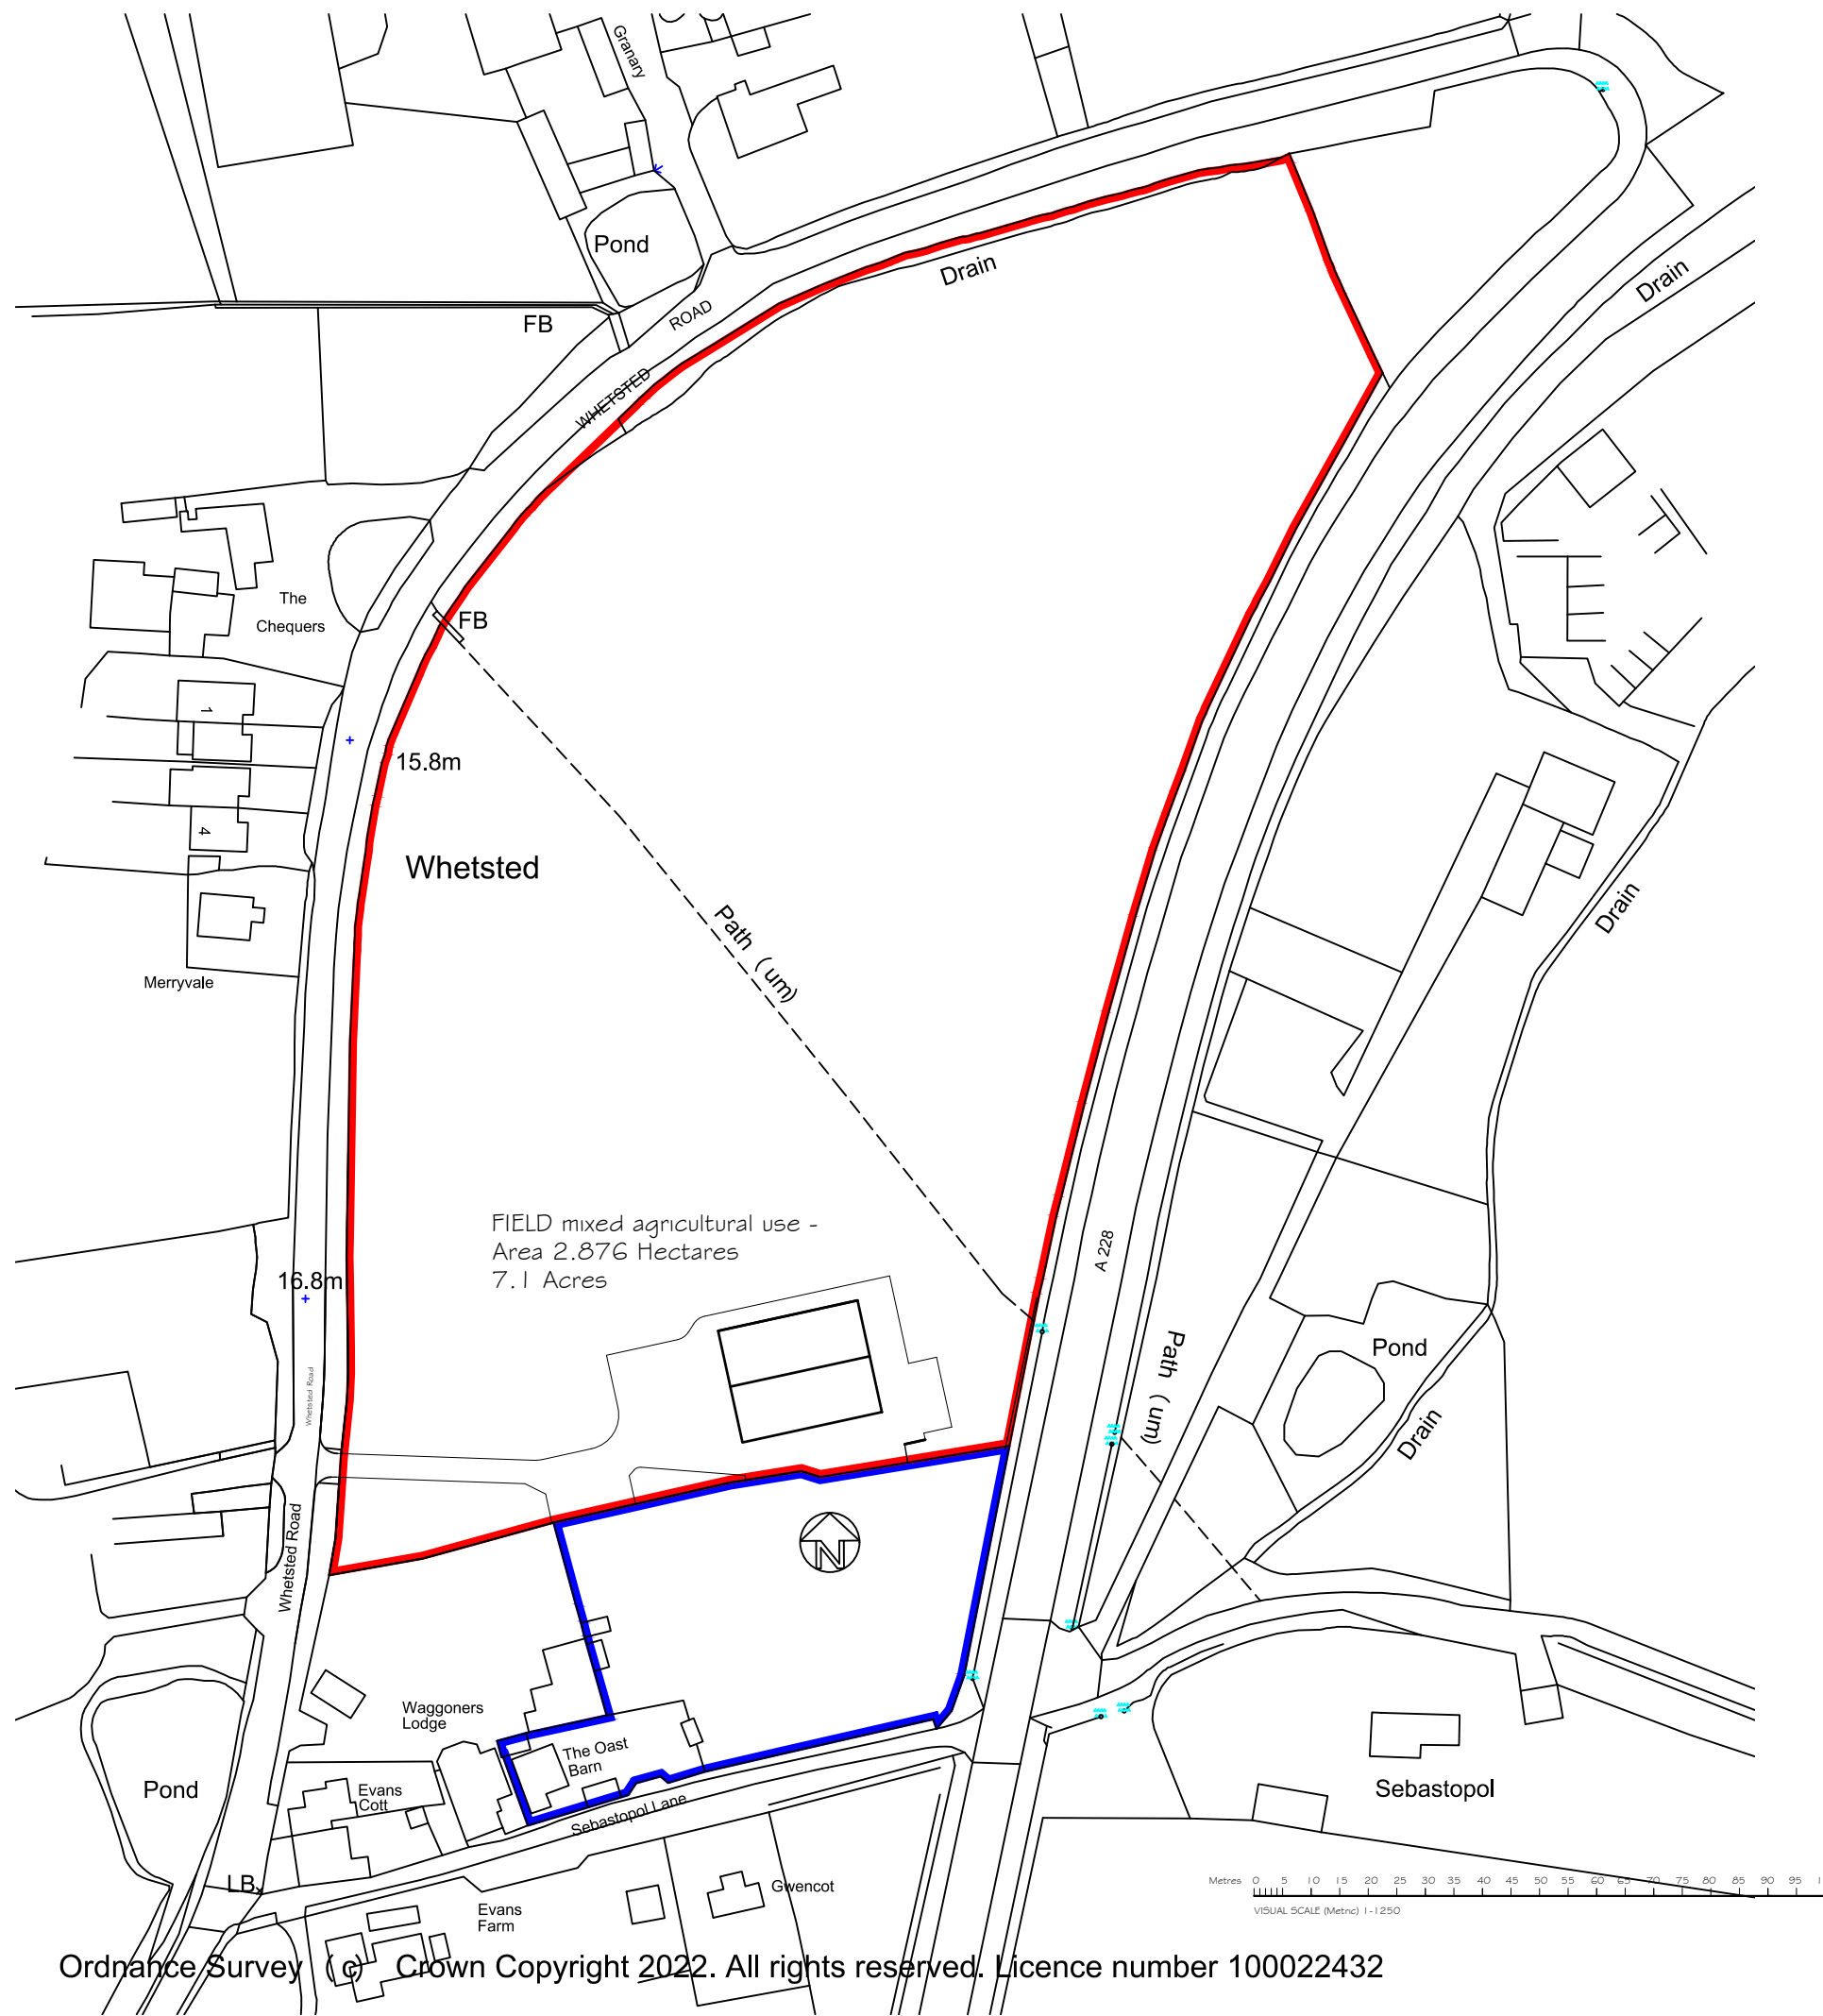 Granary
Pond
Drain
Drain
FB
ROAD
WHETSTED
The
Chequers
FB
1
15.8m
4
Whetsted
Drain
Path (um)
Merryvale
FIELD mixed agricultural use -
Area 2.876 Hectares
7.1 Acres
A 228
16.8m
Path (um)
Pond
Whetsted Road
Drain
Whetsted Road
N
Waggoners
Lodge
The Oast
Barn
Pond
Evans
Cott
Sebastopol Lane
Sebastopol
LB
Gwencot
Metres 0 5 10 15 20 25 30 35 40 45 50 55 60 65 70 75 80 85 90 95 1
VISUAL SCALE (Metric) 1-1250
Evans
Farm
Ordnance Survey (c) Crown Copyright 2022. All rights reserved. Licence number 100022432